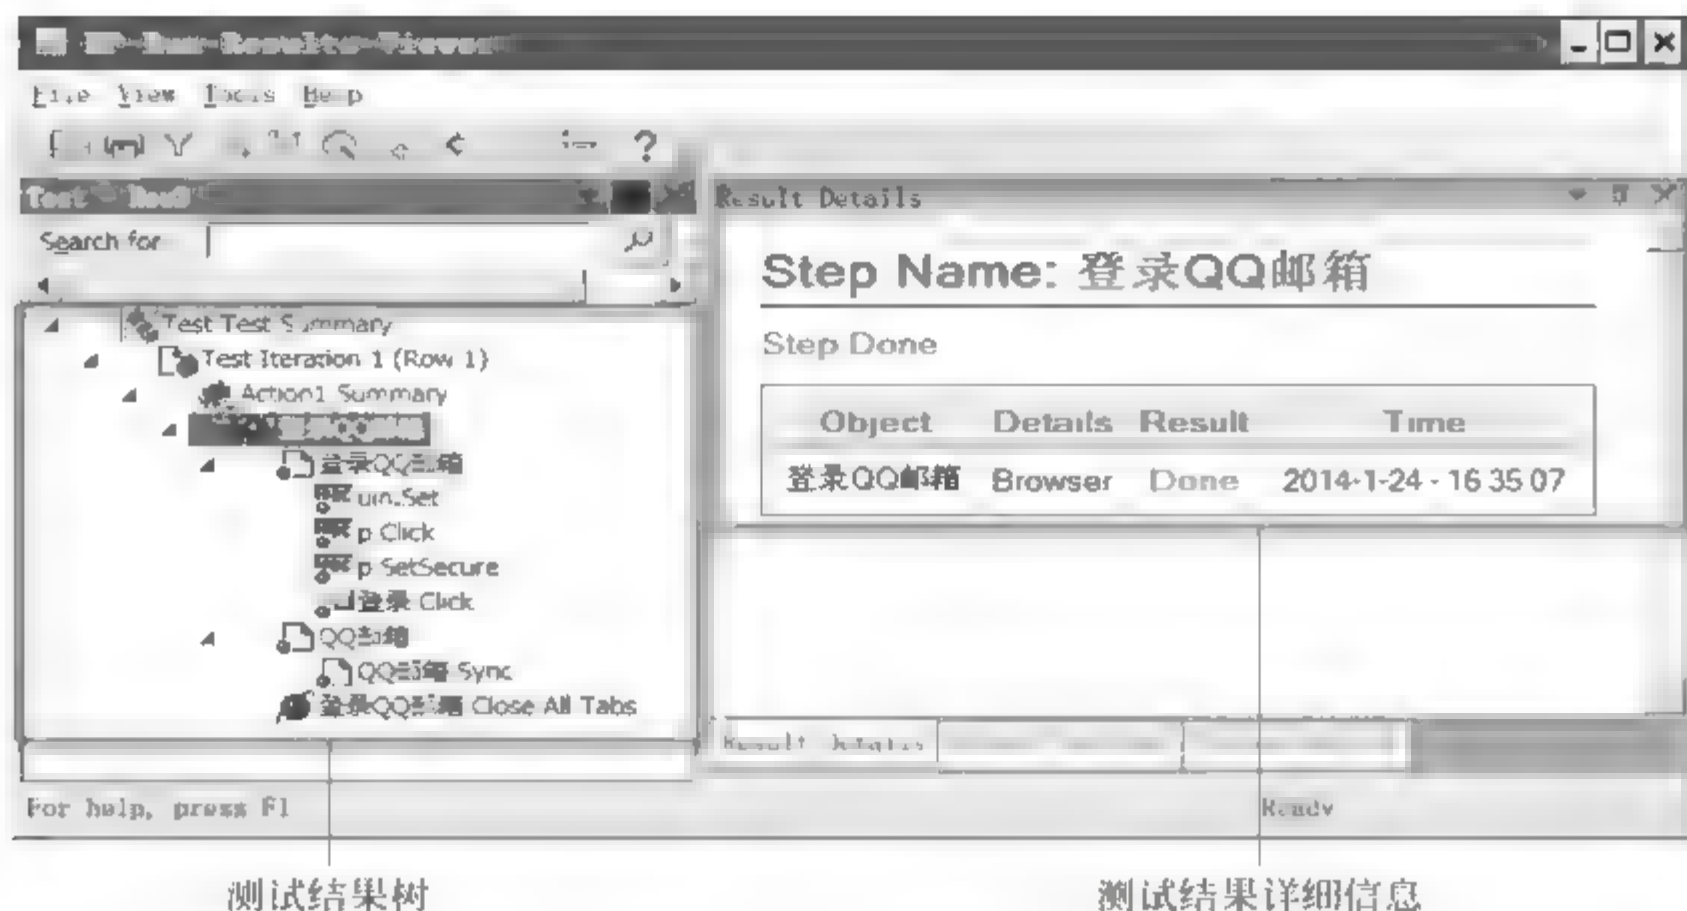 HP Run Results Viewer
File View Tools Help
Test
Search for
Test Test Summary
Test Iteration 1 (Row 1)
Action1 Summary
登录QQ邮箱
p Click
p SetSecure
登录 Click
QQ邮箱
QQ邮箱 Sync
登录QQ邮箱 Close All Tabs
Result Details
Step Name: 登录QQ邮箱
Step Done
Object Details Result Time
登录QQ邮箱 Browser Done 2014-1-24 - 16 35 07
Result Details
For help, press F1
Ready
测试结果树
测试结果详细信息